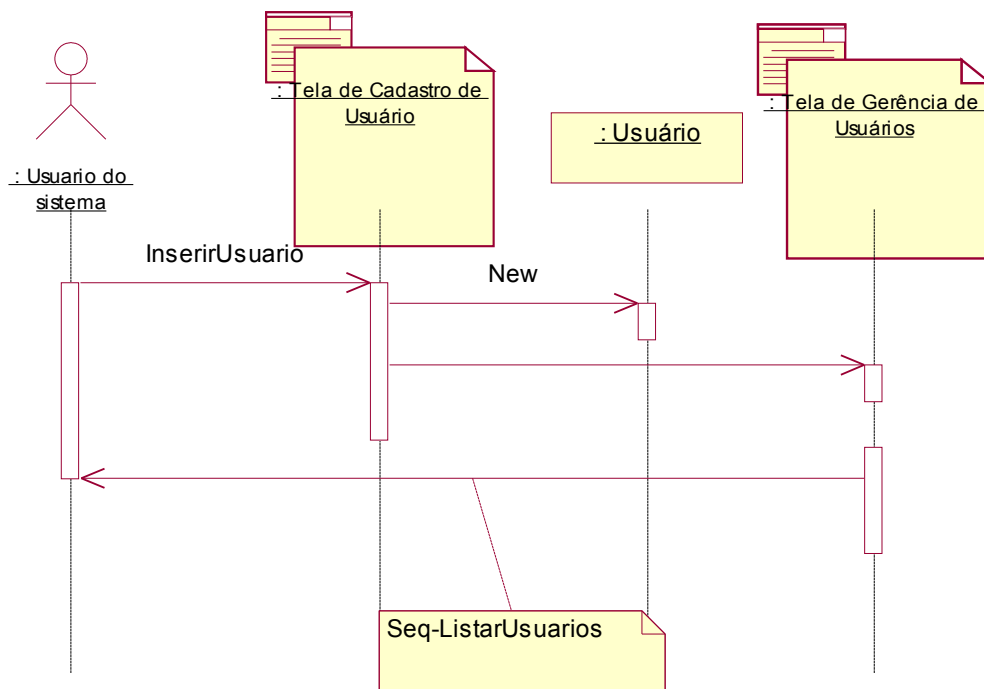 : Tela de Cadastro de
Usuário
: Tela de Gerência de
Usuários
: Usuário
: Usuario do
sistema
InserirUsuario
New
Seq-ListarUsuarios